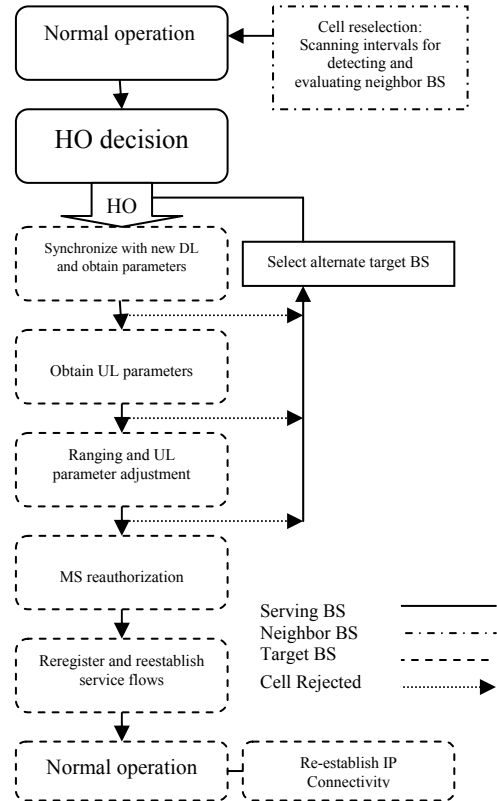 Normal operation
Cell reselection:
Scanning intervals for
detecting and
evaluating neighbor BS
HO decision
HO
Synchronize with new DL
and obtain parameters
Select alternate target BS
Obtain UL parameters
Ranging and UL
parameter adjustment
MS reauthorization
Reregister and reestablish
service flows
Serving BS
Neighbor BS
Target BS
Cell Rejected
Normal operation
Re-establish IP
Connectivity